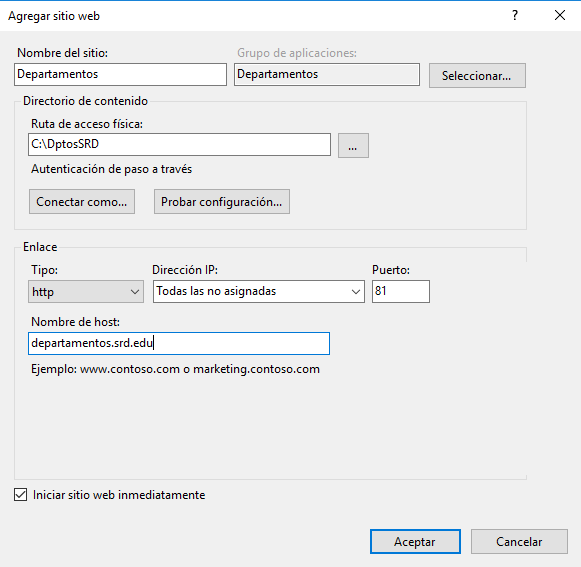 Agregar sitio web
?
Nombre del sitio: Grupo de aplicaciones:
Departamentos Departamentos Seleccionar...
Directorio de contenido
Ruta de acceso física:
C:\DptosSRD ...
Autenticación de paso a través
Conectar como... Probar configuración...
Enlace
Tipo: Dirección IP: Puerto:
http Todas las no asignadas 81
Nombre de host:
departamentos.srd.edu
Ejemplo: www.contoso.com o marketing.contoso.com
Iniciar sitio web inmediatamente
Aceptar Cancelar